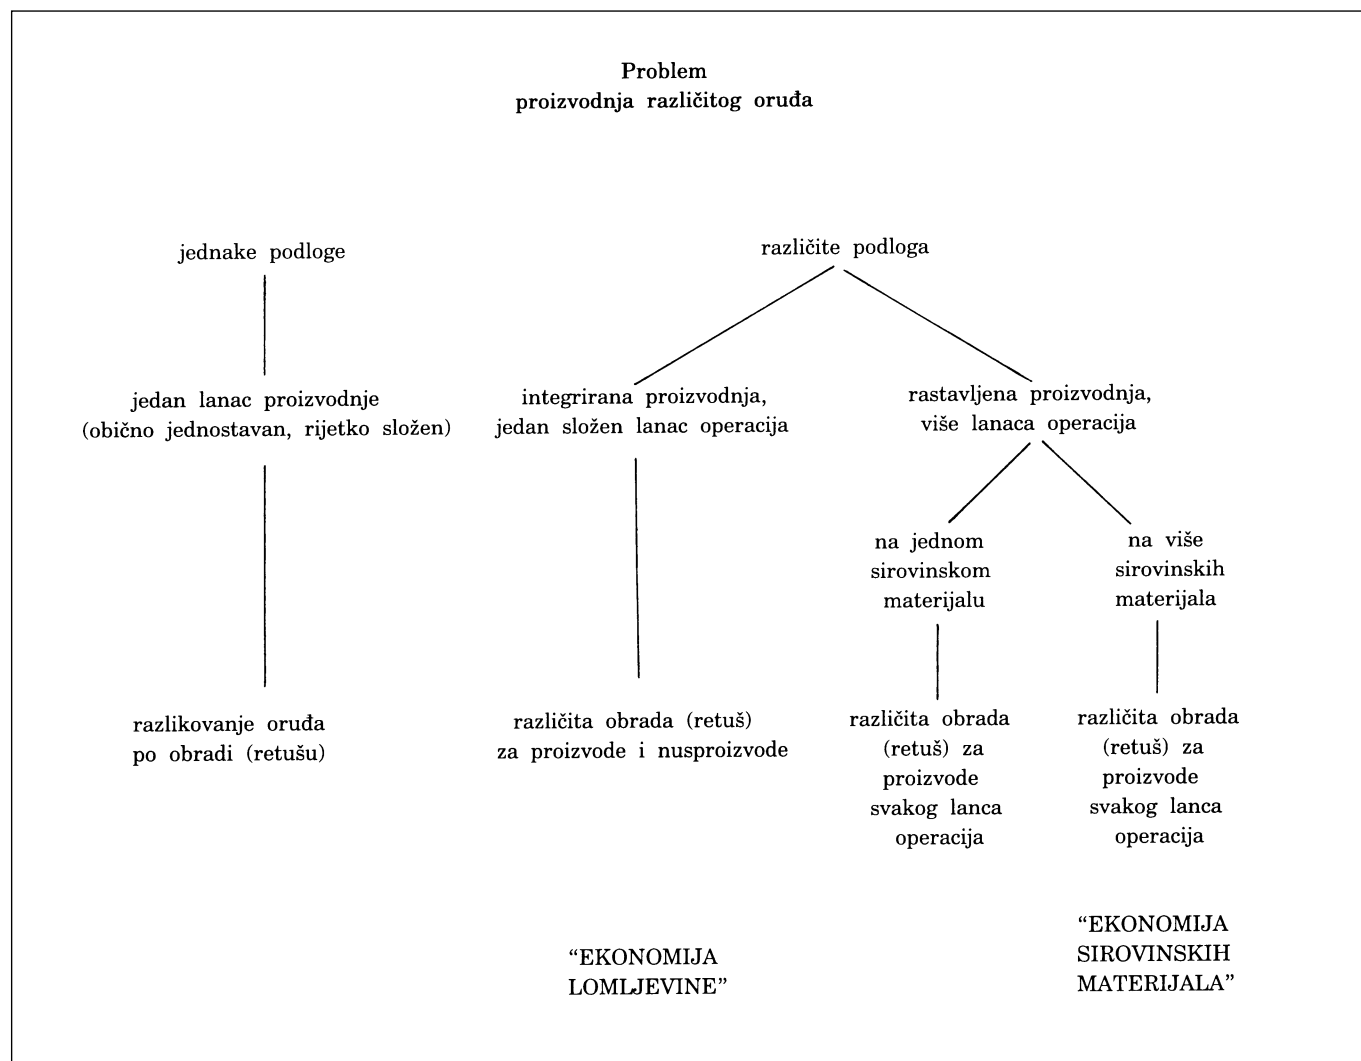 Problem
proizvodnja različitog oruđa
jednake podloge
različite podloga
jedan lanac proizvodnje
(obično jednostavan, rijetko složen)
integrirana proizvodnja,
jedan složen lanac operacija
rastavljena proizvodnja,
više lanaca operacija
na jednom
sirovinskom
materijalu
na više
sirovinskih
materijala
razlikovanje oruđa
po obradi (retušu)
različita obrada (retuš)
za proizvode i nusproizvode
različita obrada
(retuš) za
proizvode
svakog lanca
operacija
različita obrada
(retuš) za
proizvode
svakog lanca
operacija
“EKONOMIJA
LOMLJEVINE”
“EKONOMIJA
SIROVINSKIH
MATERIJALA”